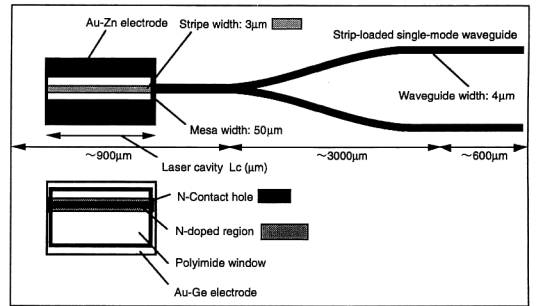 Au-Zn electrode
Stripe width: 3µm
Strip-loaded single-mode waveguide
Waveguide width: 4µm
Mesa width: 50µm
Laser cavity Lc (µm)
~900µm
~3000µm
~600µm
N-Contact hole
N-doped region
Polyimide window
Au-Ge electrode